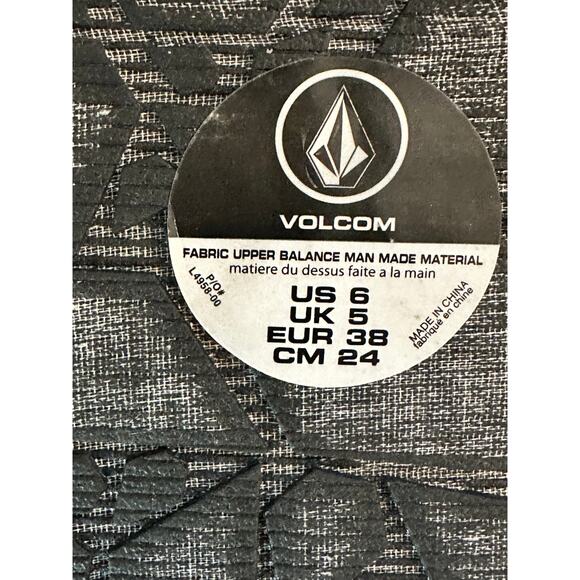 VOLCOM
FABRIC UPPER BALANCE MAN MADE MATERIAL
matiere du dessus faite a la main
P/O#
L4958-00
US 6
UK 5
EUR 38
CM 24
MADE IN CHINA
fabriqué en chine